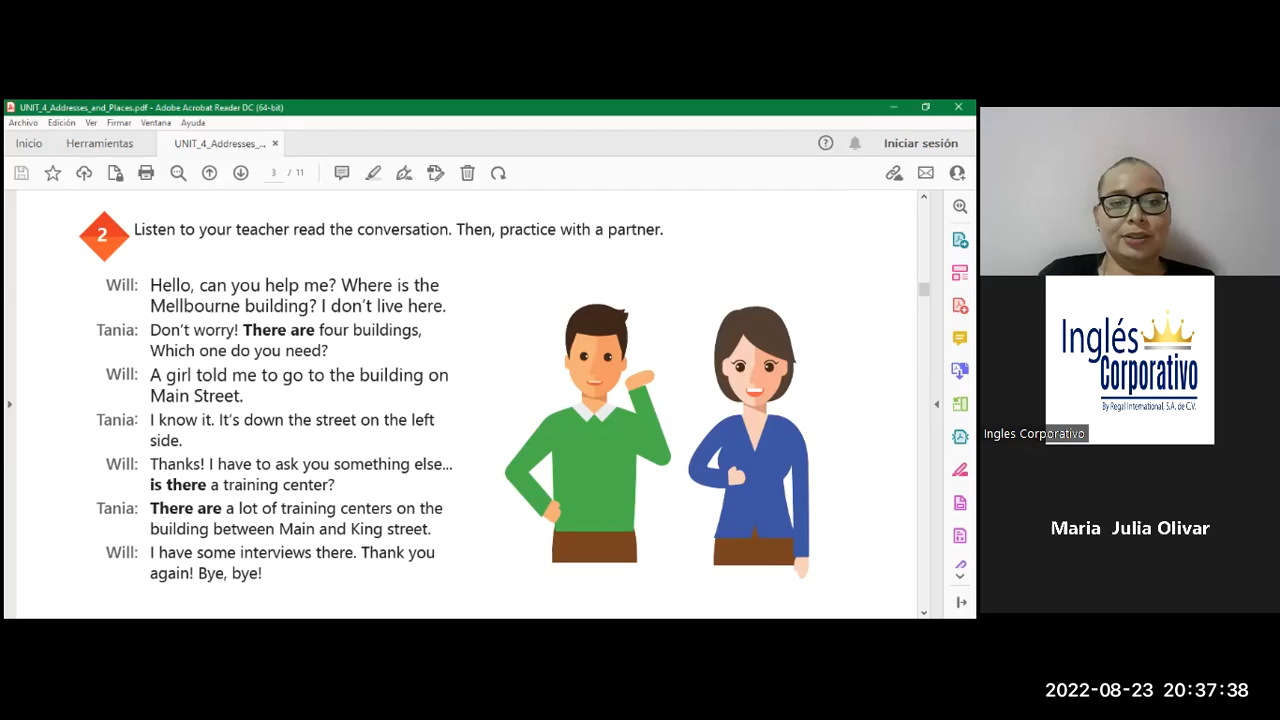 UNIT_4_Addresses_and_Places.pdf - Adobe Acrobat Reader DC (64-bit)
Archivo Edición Ver Firmar Ventana Ayuda
Inicio Herramientas UNIT_4_Addresses_... × Iniciar sesión
3 / 11
2 Listen to your teacher read the conversation. Then, practice with a partner.
Will: Hello, can you help me? Where is the
Mellbourne building? I don't live here.
Tania: Don't worry! There are four buildings,
Which one do you need?
Will: A girl told me to go to the building on
Main Street.
Tania: I know it. It's down the street on the left
side.
Will: Thanks! I have to ask you something else...
is there a training center?
Tania: There are a lot of training centers on the
building between Main and King street.
Will: I have some interviews there. Thank you
again! Bye, bye!
Inglés
Corporativo
By Regal International, S.A. de C.V.
Ingles Corporativo
Maria Julia Olivar
2022-08-23 20:37:38